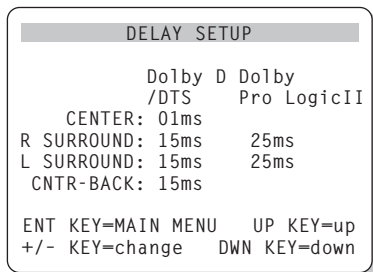 DELAY SETUP
Dolby D Dolby
/DTS Pro LogicII
CENTER: 01ms
R SURROUND: 15ms 25ms
L SURROUND: 15ms 25ms
CNTR-BACK: 15ms
ENT KEY=MAIN MENU UP KEY=up
+/- KEY=change DWN KEY=down